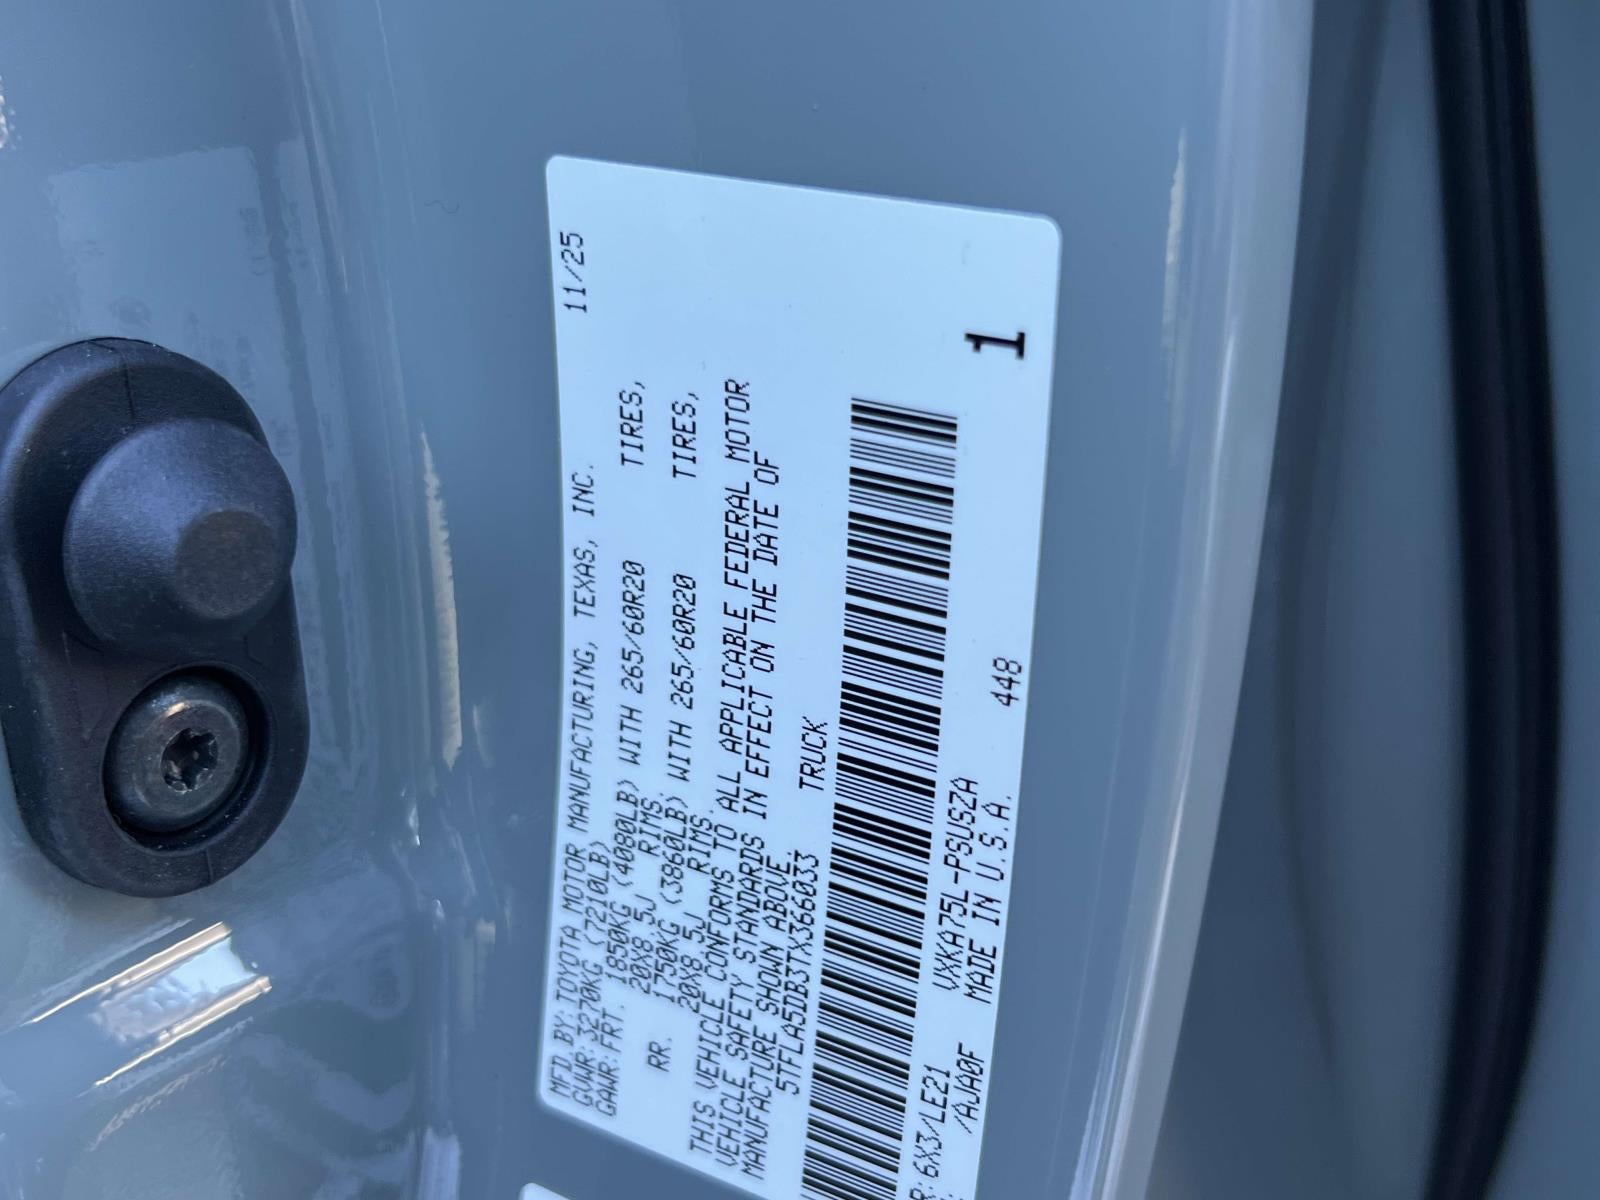 MFD. BY: TOYOTA MOTOR MANUFACTURING, TEXAS, INC. 11/25
GVWR: 3270KG (7210LB)
GAWR: FRT. 1850KG (4080LB) WITH 265/60R20 TIRES,
20X8.5J RIMS.
RR. 1750KG (3860LB) WITH 265/60R20 TIRES,
20X8.5J RIMS.
THIS VEHICLE CONFORMS TO ALL APPLICABLE FEDERAL MOTOR
VEHICLE SAFETY STANDARDS IN EFFECT ON THE DATE OF
MANUFACTURE SHOWN ABOVE.
5TFLA5DB3TX366033 TRUCK
R: 6X3/LE21 VXKA75L-PSUSZA
/AJA0F MADE IN U.S.A. 448
1